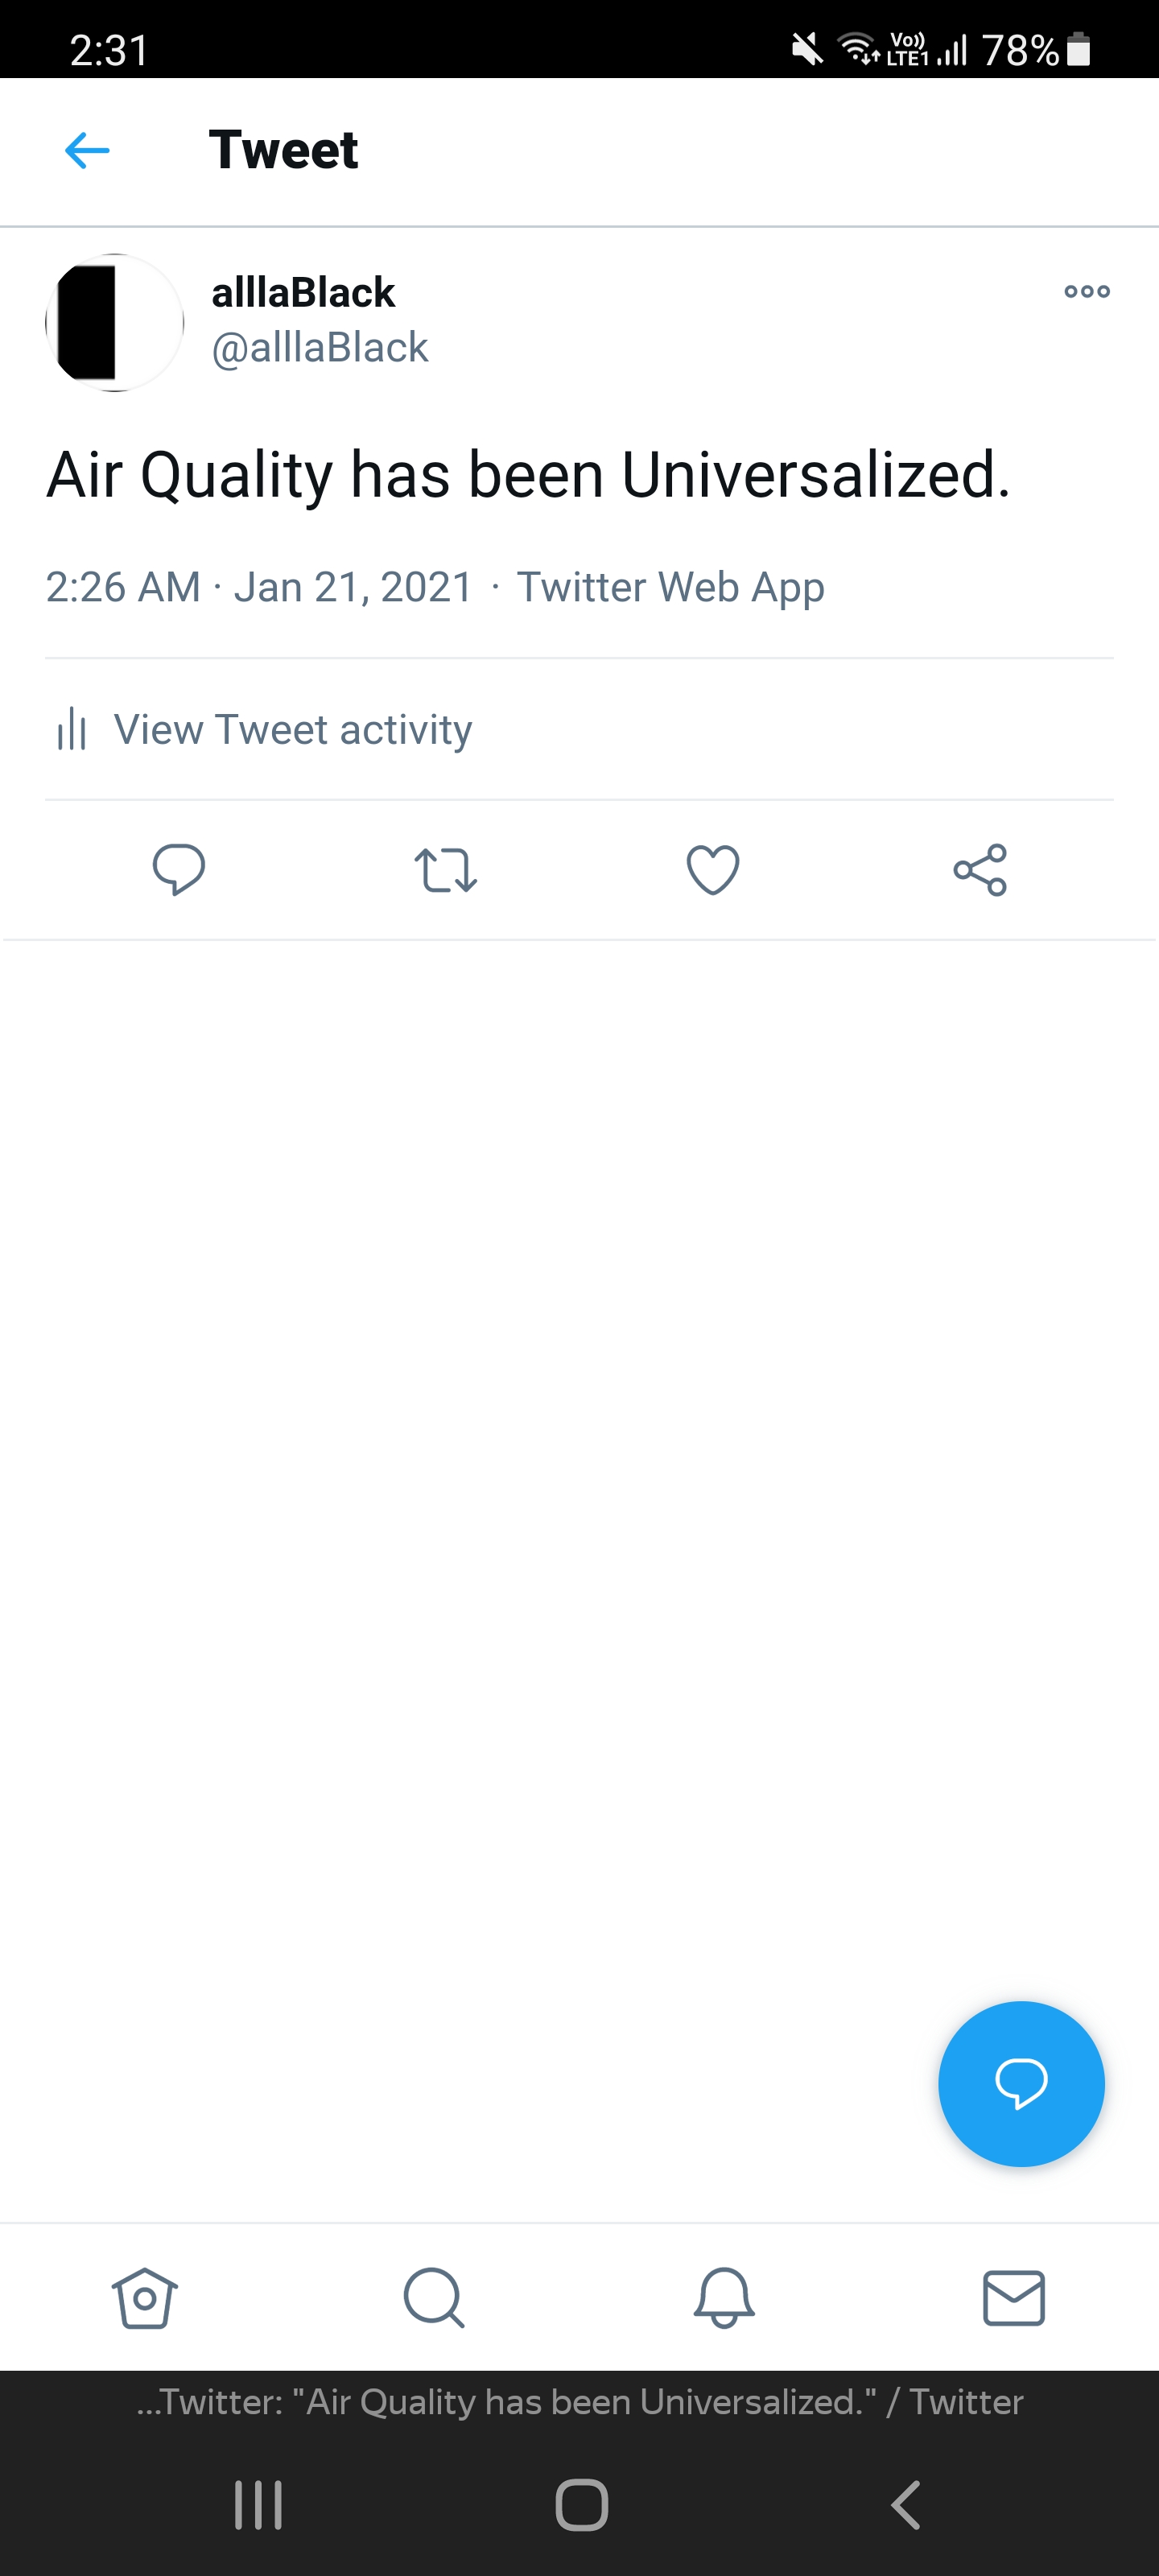 2:31
Vo))
LTE1
78%
Tweet
alllaBlack
@alllaBlack
Air Quality has been Universalized.
2:26 AM · Jan 21, 2021 · Twitter Web App
View Tweet activity
...Twitter: "Air Quality has been Universalized." / Twitter